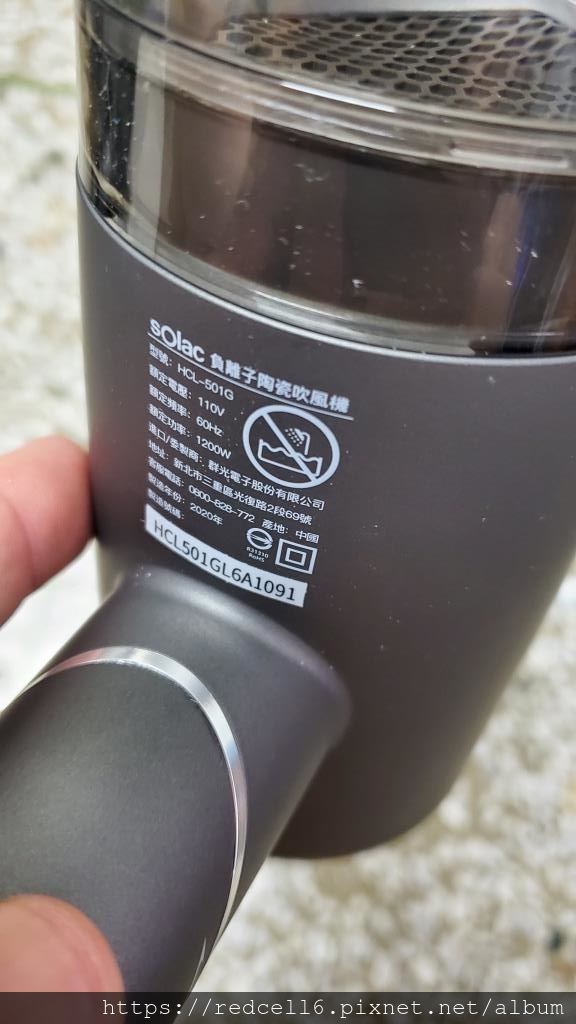 solac 負離子陶瓷吹風機
型號: HCL-501G
額定電壓: 110V
額定頻率: 60Hz
額定功率: 1200W
進口/委製商: 群光電子股份有限公司
地址: 新北市三重區光復路2段69號
客服電話: 0800-828-772 產地: 中國
製造年份: 2020年
製造號碼:
R31310
RoHS
HCL501GL6A1091
https://redcell6.pixnet.net/album